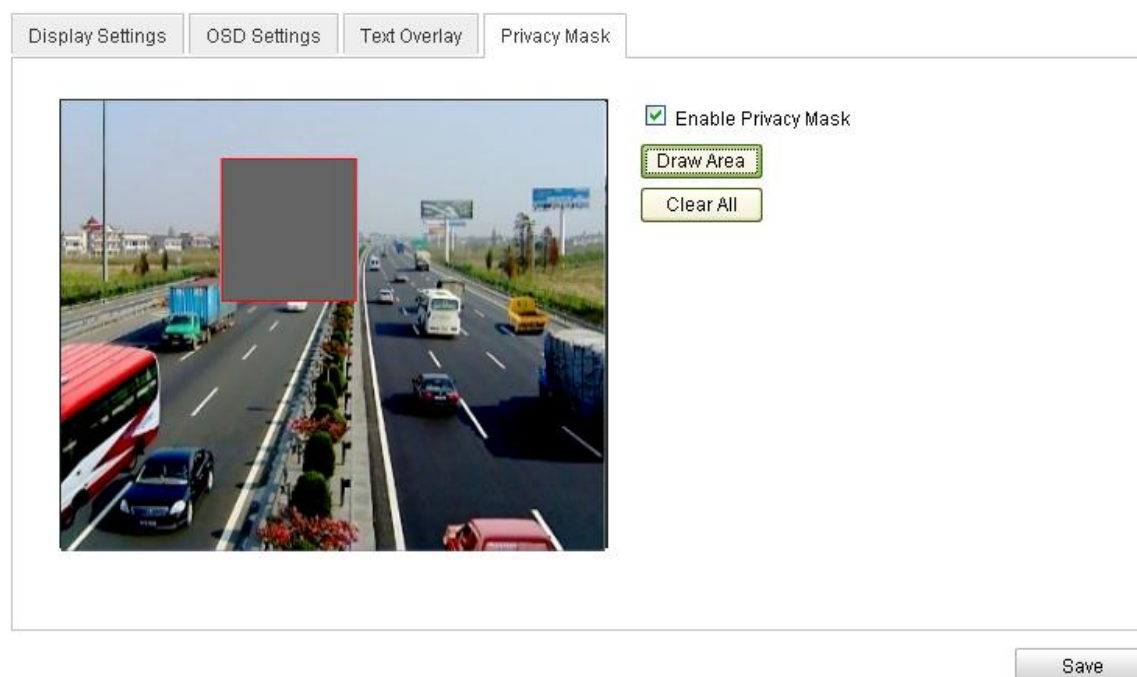 Display Settings
OSD Settings
Text Overlay
Privacy Mask
Enable Privacy Mask
Draw Area
Clear All
Save